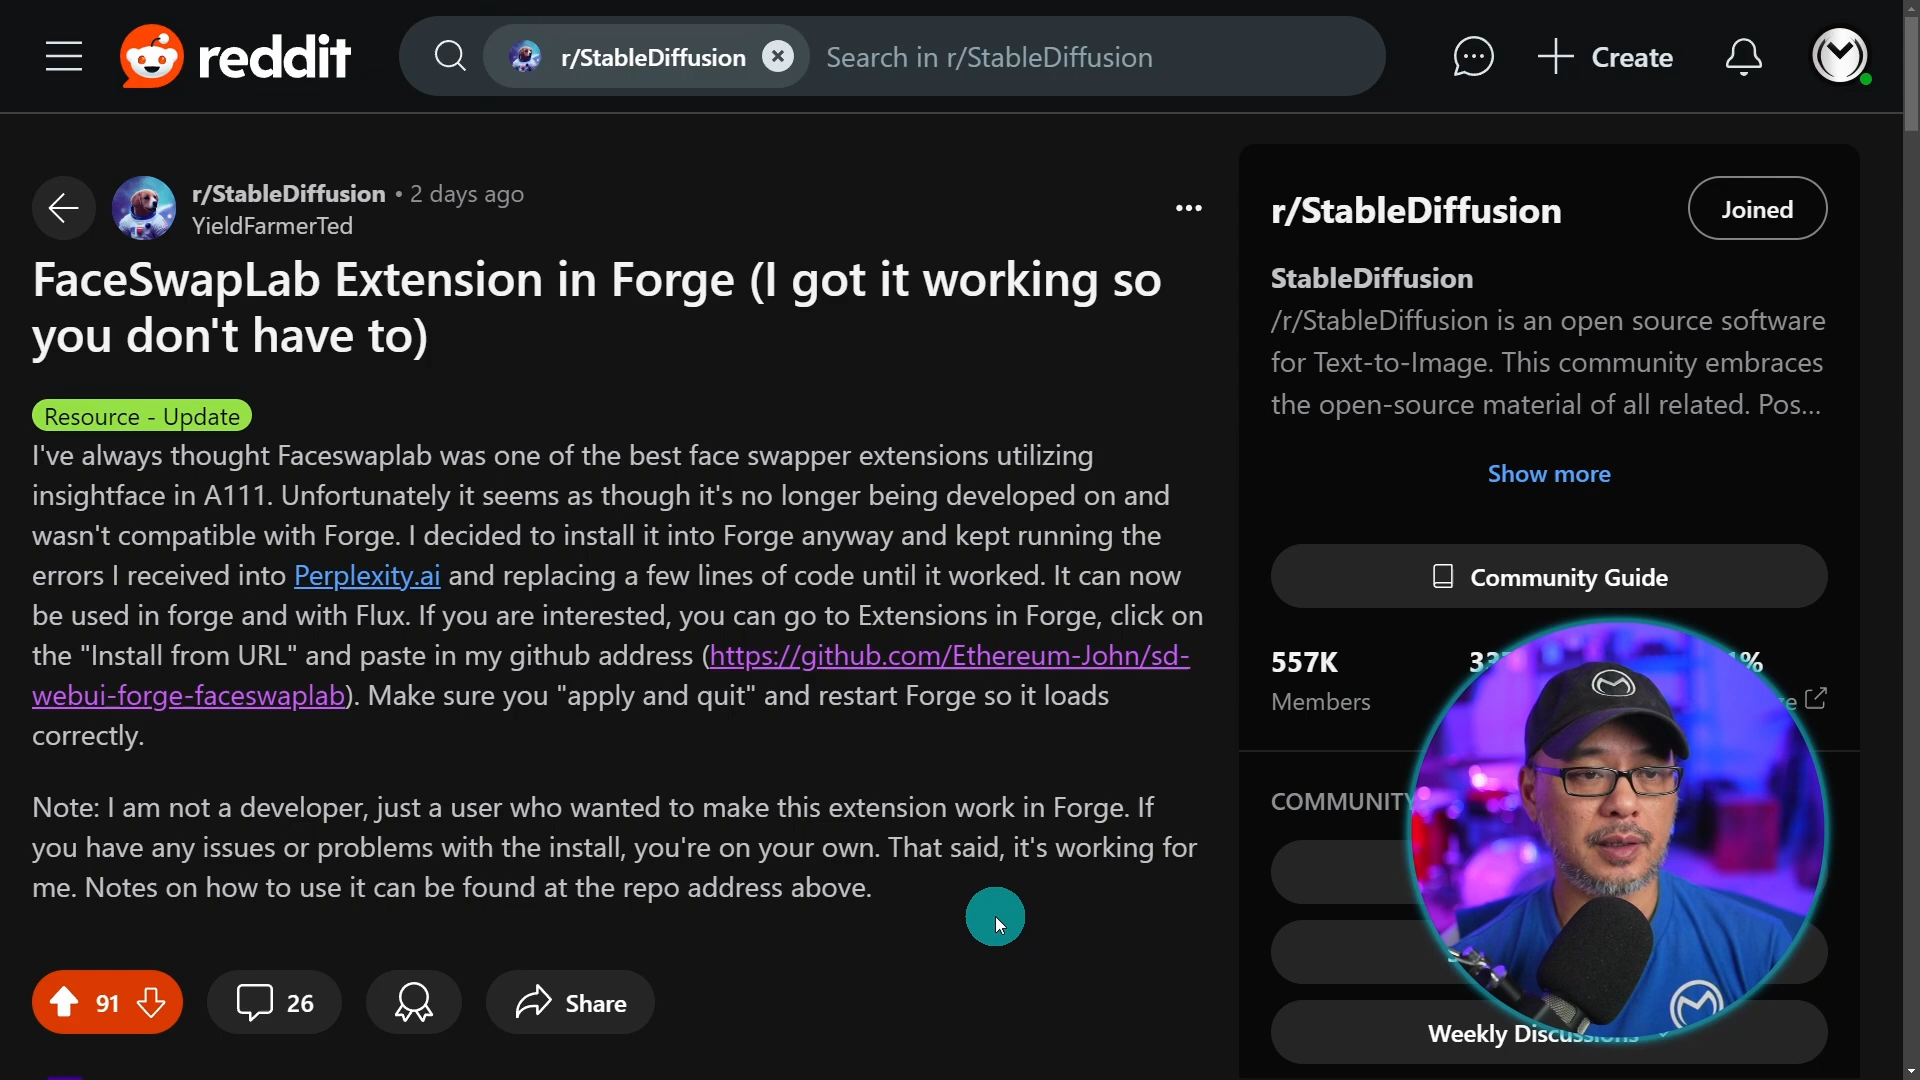 reddit
r/StableDiffusion
Search in r/StableDiffusion
Create
r/StableDiffusion • 2 days ago
YieldFarmerTed
FaceSwapLab Extension in Forge (I got it working so
you don't have to)
Resource - Update
I've always thought Faceswaplab was one of the best face swapper extensions utilizing
insightface in A111. Unfortunately it seems as though it's no longer being developed on and
wasn't compatible with Forge. I decided to install it into Forge anyway and kept running the
errors I received into Perplexity.ai and replacing a few lines of code until it worked. It can now
be used in forge and with Flux. If you are interested, you can go to Extensions in Forge, click on
the "Install from URL" and paste in my github address (https://github.com/Ethereum-John/sd-
webui-forge-faceswaplab). Make sure you "apply and quit" and restart Forge so it loads
correctly.
Note: I am not a developer, just a user who wanted to make this extension work in Forge. If
you have any issues or problems with the install, you're on your own. That said, it's working for
me. Notes on how to use it can be found at the repo address above.
91
26
Share
r/StableDiffusion
Joined
StableDiffusion
/r/StableDiffusion is an open source software
for Text-to-Image. This community embraces
the open-source material of all related. Pos...
Show more
Community Guide
557K
Members
COMMUNITY
Weekly Discussions